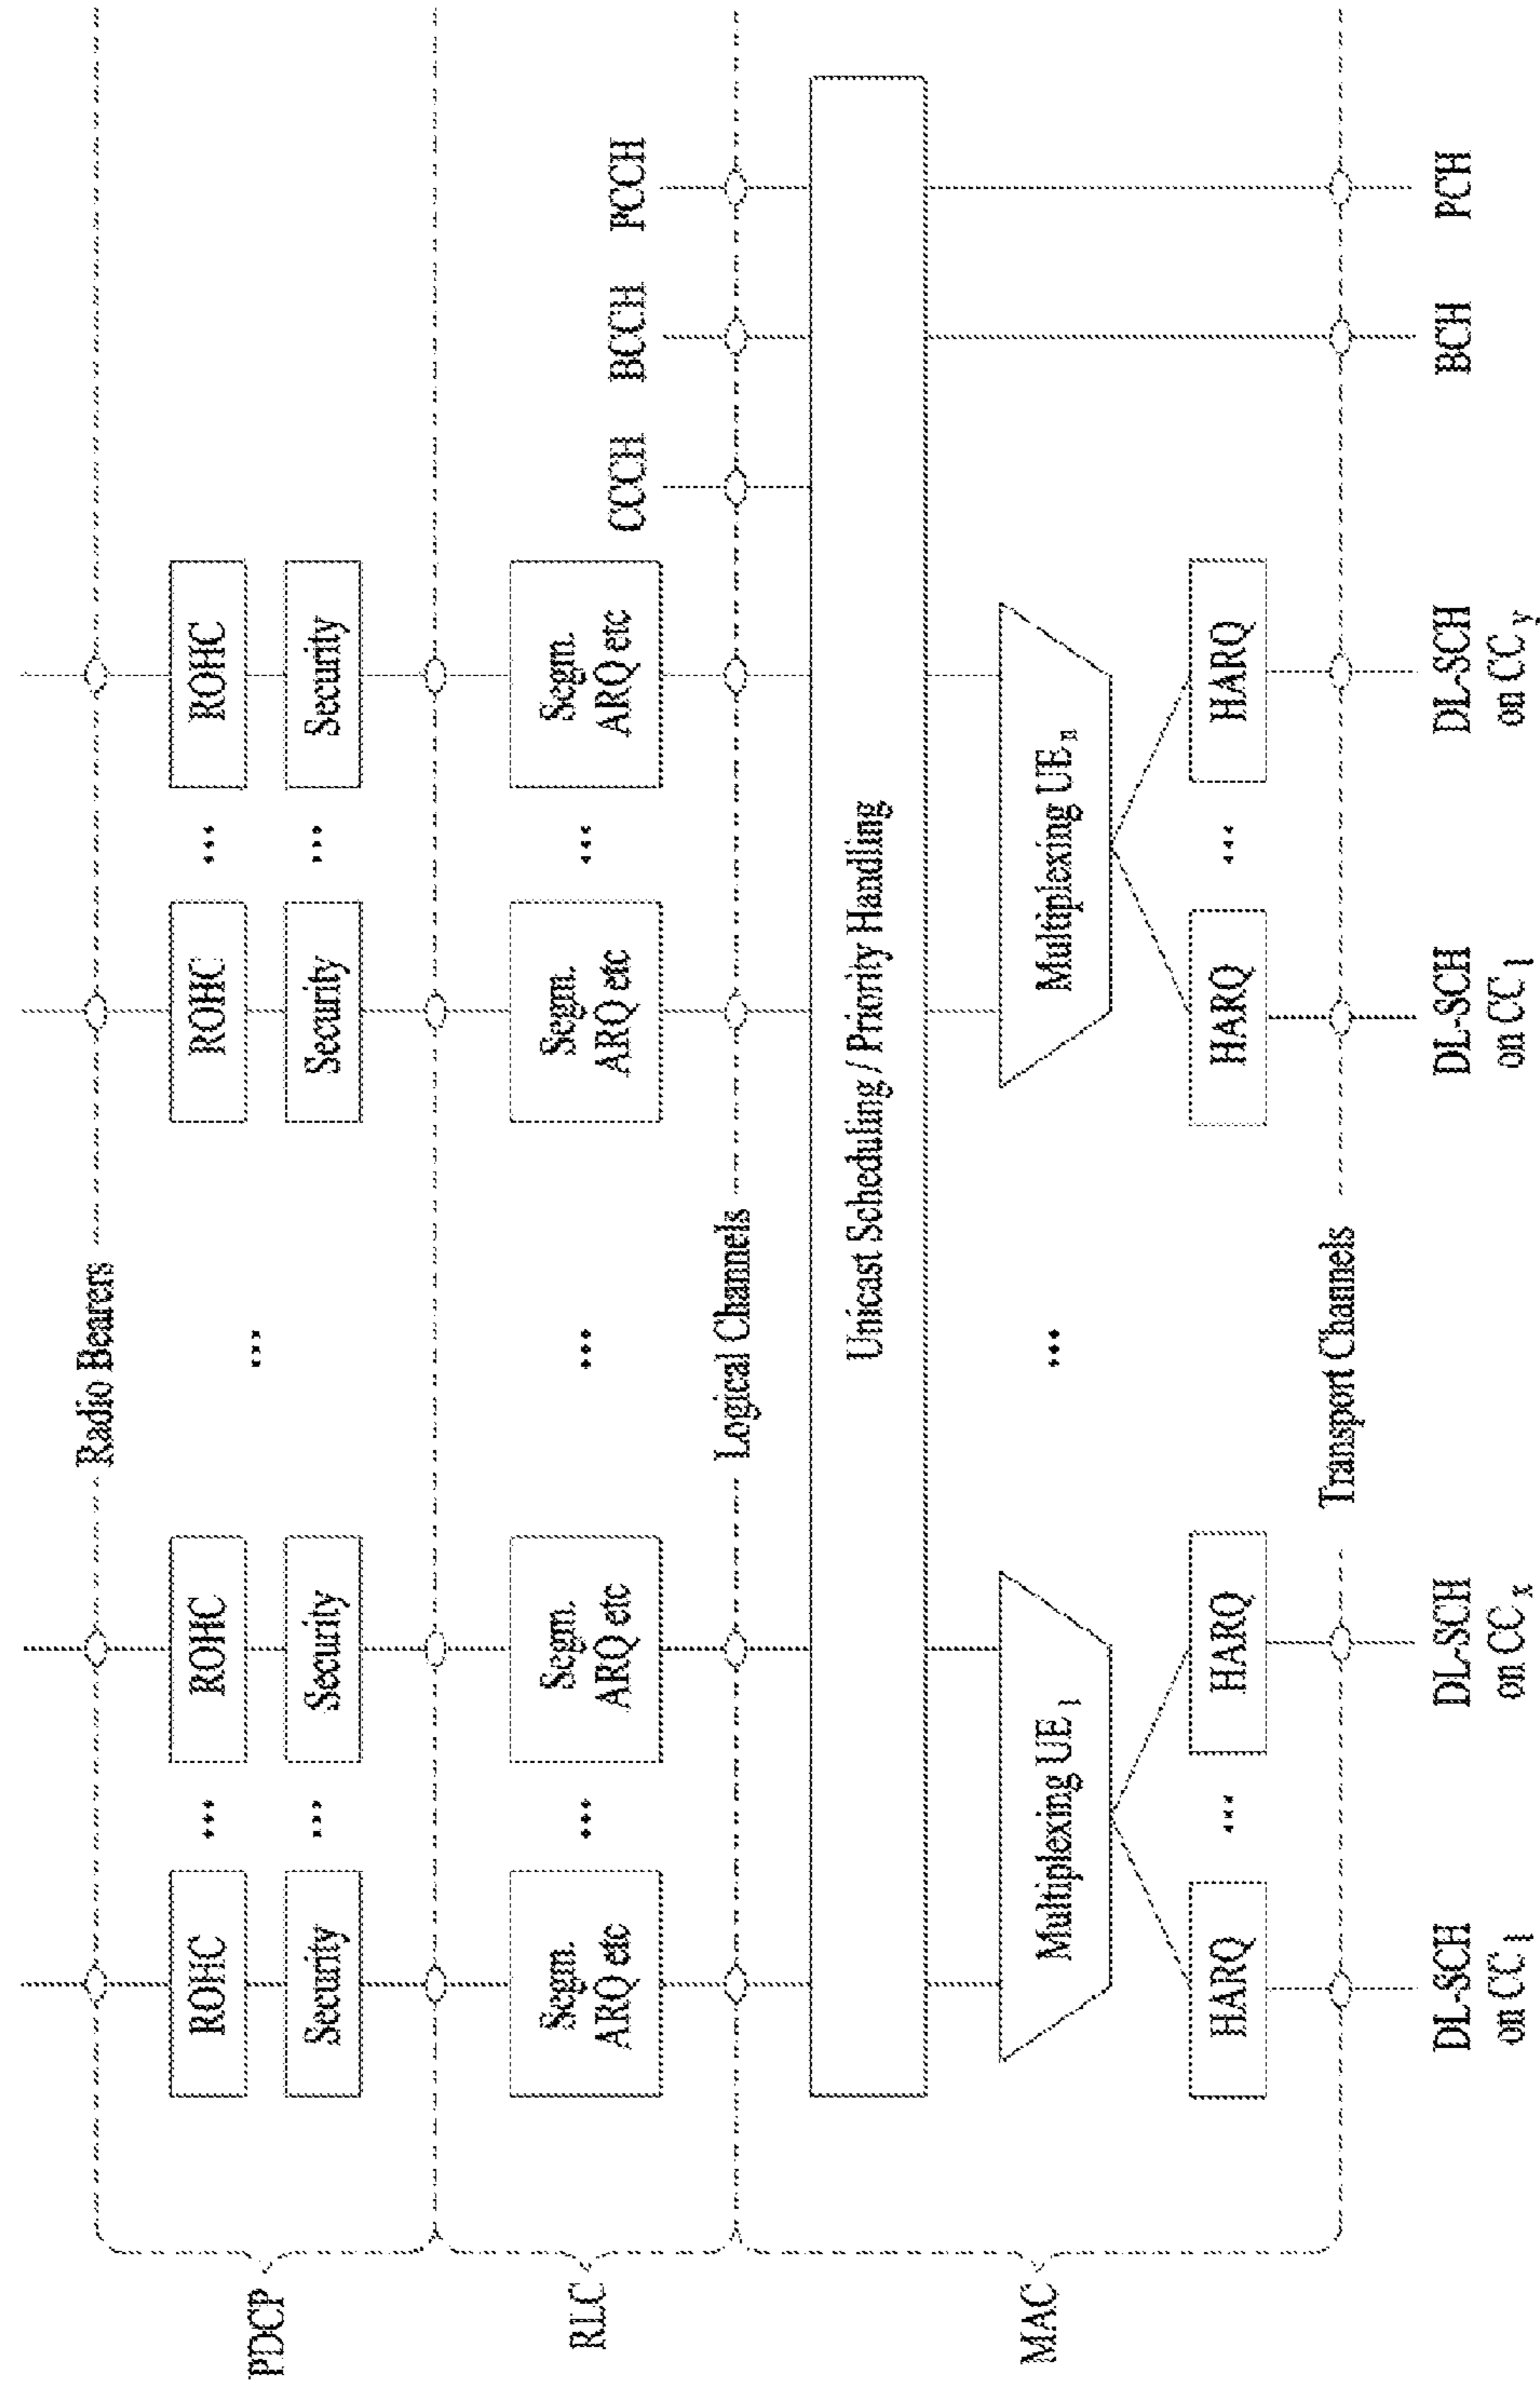 Radio Bearers
PDCP
ROHC
...
ROHC
...
ROHC
...
ROHC
Security
...
Security
Security
...
Security
RLC
Segm.
ARQ etc
...
Segm.
ARQ etc
...
Segm.
ARQ etc
...
Segm.
ARQ etc
CCCH
BCCH
PCCH
Logical Channels
MAC
Unicast Scheduling / Priority Handling
Multiplexing UE1
...
Multiplexing UEn
HARQ
...
HARQ
HARQ
...
HARQ
Transport Channels
DL-SCH
on CC1
DL-SCH
on CCx
DL-SCH
on CC1
DL-SCH
on CCy
BCH
PCH